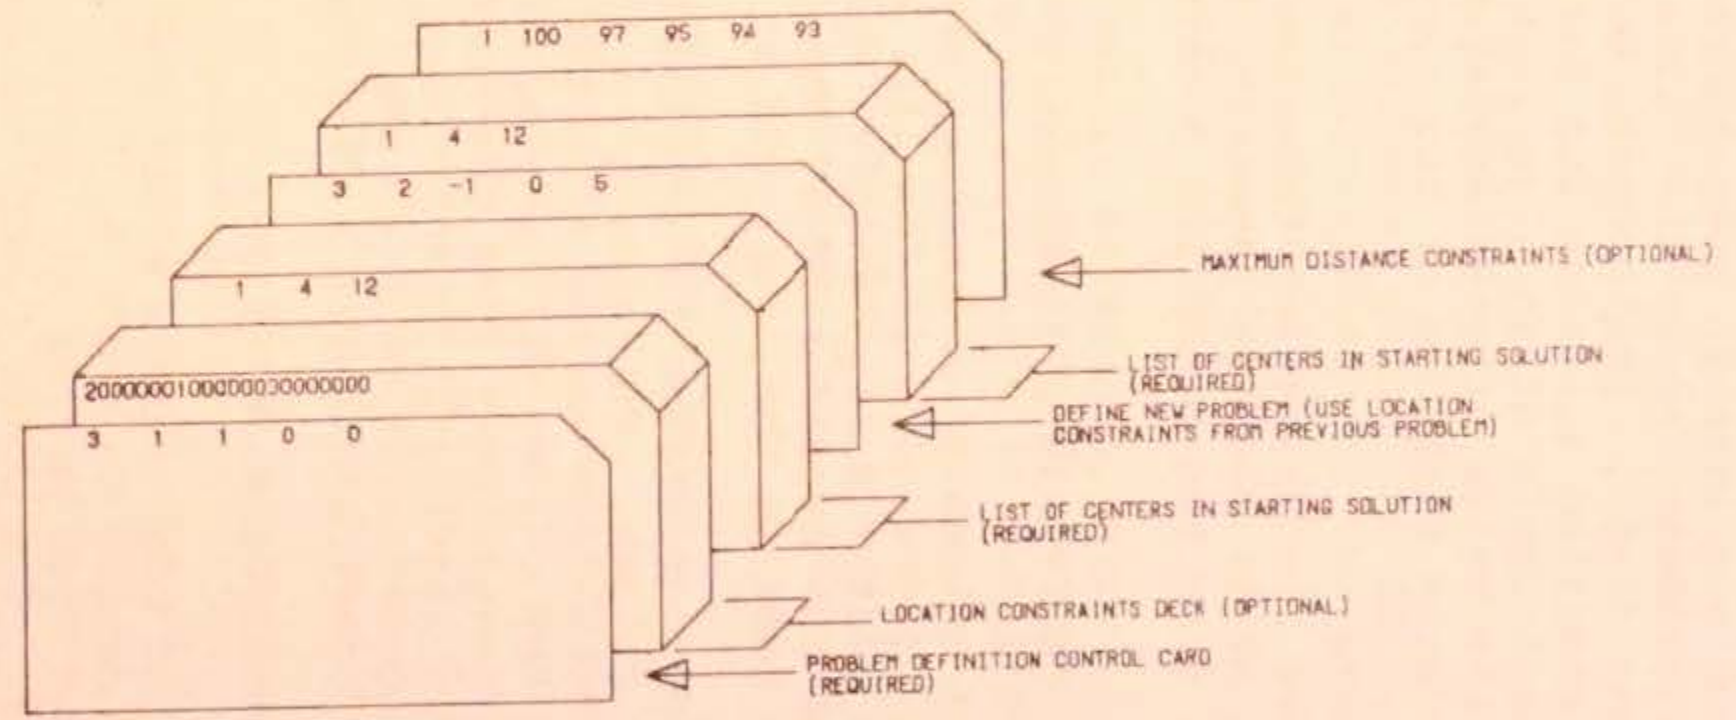 1 100 97 95 94 93
1 4 12
3 2 -1 0 5
1 4 12
3 1 1 0 0
MAXIMUM DISTANCE CONSTRAINTS (OPTIONAL)
LIST OF CENTERS IN STARTING SOLUTION
(REQUIRED)
DEFINE NEW PROBLEM (USE LOCATION
CONSTRAINTS FROM PREVIOUS PROBLEM)
LIST OF CENTERS IN STARTING SOLUTION
(REQUIRED)
LOCATION CONSTRAINTS DECK (OPTIONAL)
PROBLEM DEFINITION CONTROL CARD
(REQUIRED)